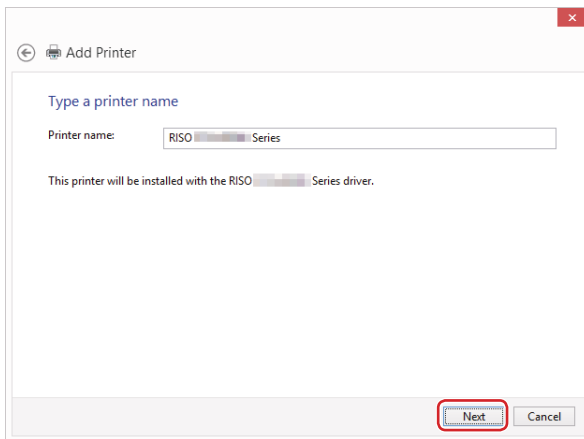 Add Printer
Type a printer name
Printer name:
RISO Series
This printer will be installed with the RISO Series driver.
Next Cancel